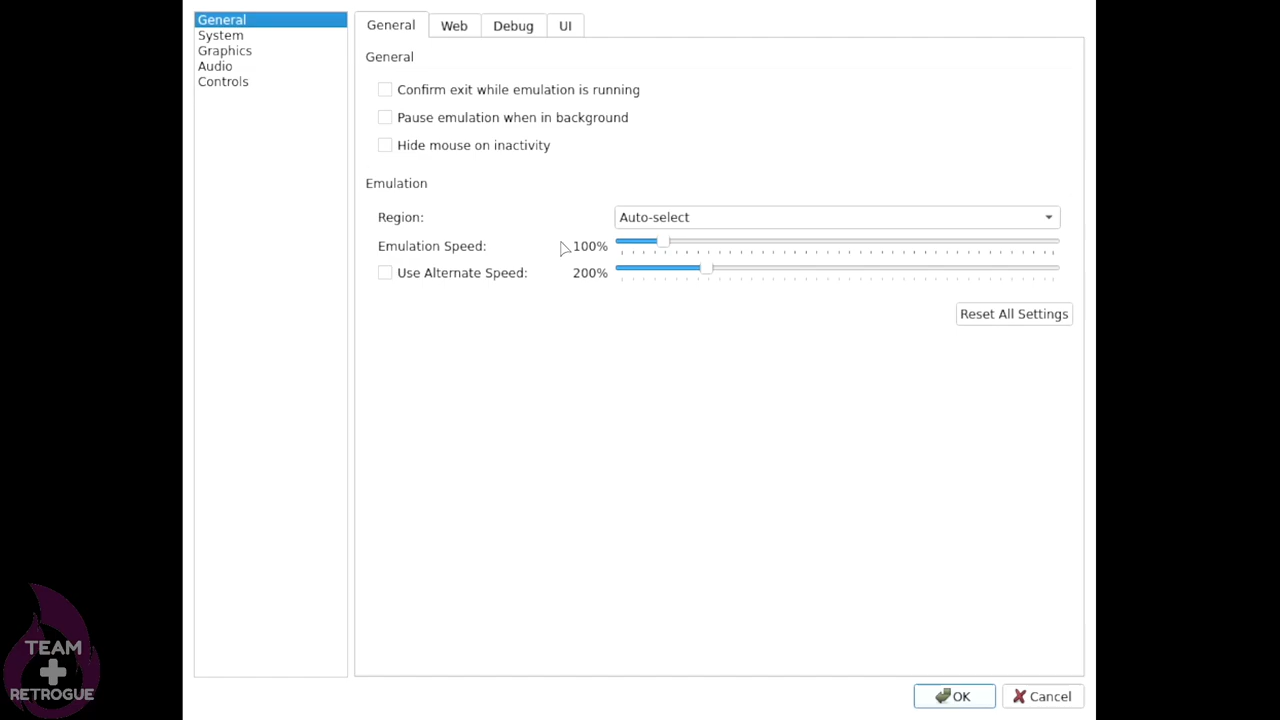 General
System
Graphics
Audio
Controls
General Web Debug UI
General
Confirm exit while emulation is running
Pause emulation when in background
Hide mouse on inactivity
Emulation
Region: Auto-select
Emulation Speed: 100%
Use Alternate Speed: 200%
Reset All Settings
OK Cancel
TEAM
RETROGUE